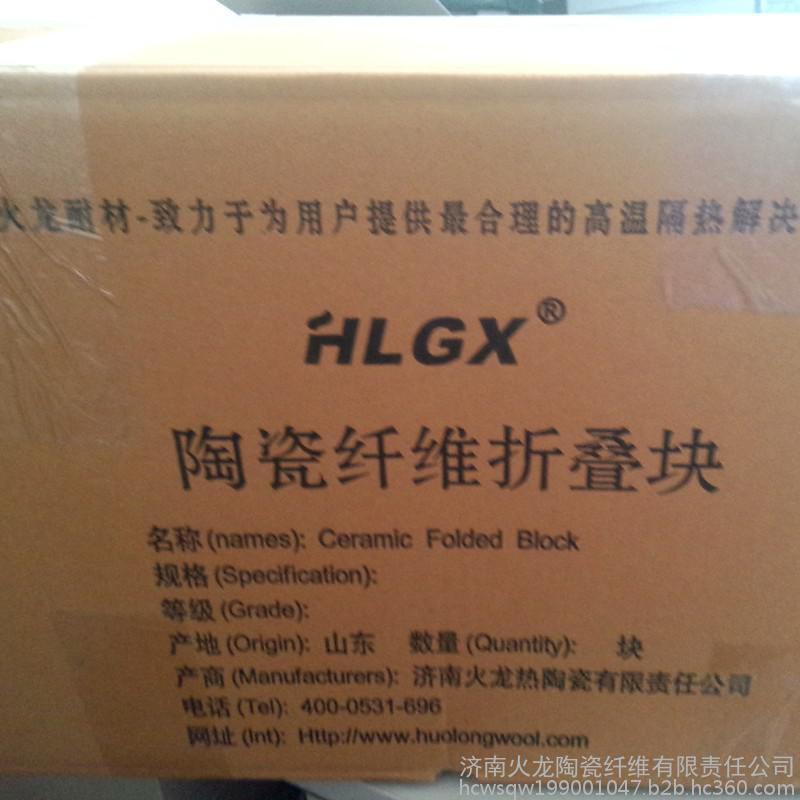 火龙耐材-致力于为用户提供最合理的高温隔热解决
HLGX®
陶瓷纤维折叠块
名称(names): Ceramic Folded Block
规格(Specification):
等级(Grade):
产地(Origin): 山东 数量(Quantity): 块
产商(Manufacturers): 济南火龙热陶瓷有限责任公司
电话(Tel): 400-0531-696
网址(Int): Http://www.huolongwool.com
济南火龙陶瓷纤维有限责任公司
hcwsqw199001047.b2b.hc360.com